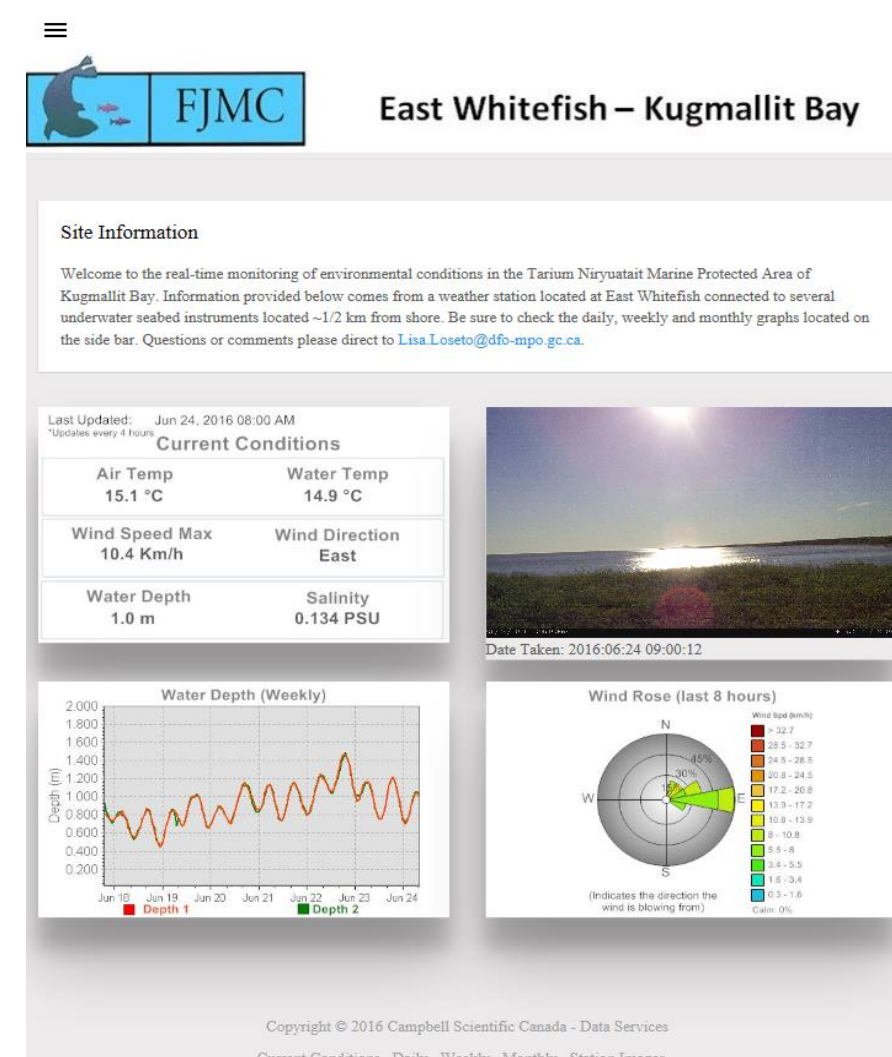 FJMC
East Whitefish – Kugmallit Bay
Site Information
Welcome to the real-time monitoring of environmental conditions in the Tarium Niryuatait Marine Protected Area of
Kugmallit Bay. Information provided below comes from a weather station located at East Whitefish connected to several
underwater seabed instruments located ~1/2 km from shore. Be sure to check the daily, weekly and monthly graphs located on
the side bar. Questions or comments please direct to Lisa.Loseto@dfo-mpo.gc.ca.
Last Updated: Jun 24, 2016 08:00 AM
*Updates every 4 hours
Current Conditions
Air Temp Water Temp
15.1 °C 14.9 °C
Wind Speed Max Wind Direction
10.4 Km/h East
Water Depth Salinity
1.0 m 0.134 PSU
Date Taken: 2016:06:24 09:00:12
Water Depth (Weekly)
2.000
1.800
1.600
1.400
1.200
1.000
0.800
0.600
0.400
0.200
Depth (m)
Jun 18 Jun 19 Jun 20 Jun 21 Jun 22 Jun 23 Jun 24
Depth 1 Depth 2
Wind Rose (last 8 hours)
N
W
E
S
45%
30%
15%
(Indicates the direction the
wind is blowing from)
Wind Spd (km/h)
> 32.7
28.5 - 32.7
24.5 - 28.5
20.8 - 24.5
17.2 - 20.8
13.9 - 17.2
10.8 - 13.9
8 - 10.8
5.5 - 8
3.4 - 5.5
1.6 - 3.4
0.3 - 1.6
Calm: 0%
Copyright © 2016 Campbell Scientific Canada - Data Services
Current Conditions Daily Weekly Monthly Station Images